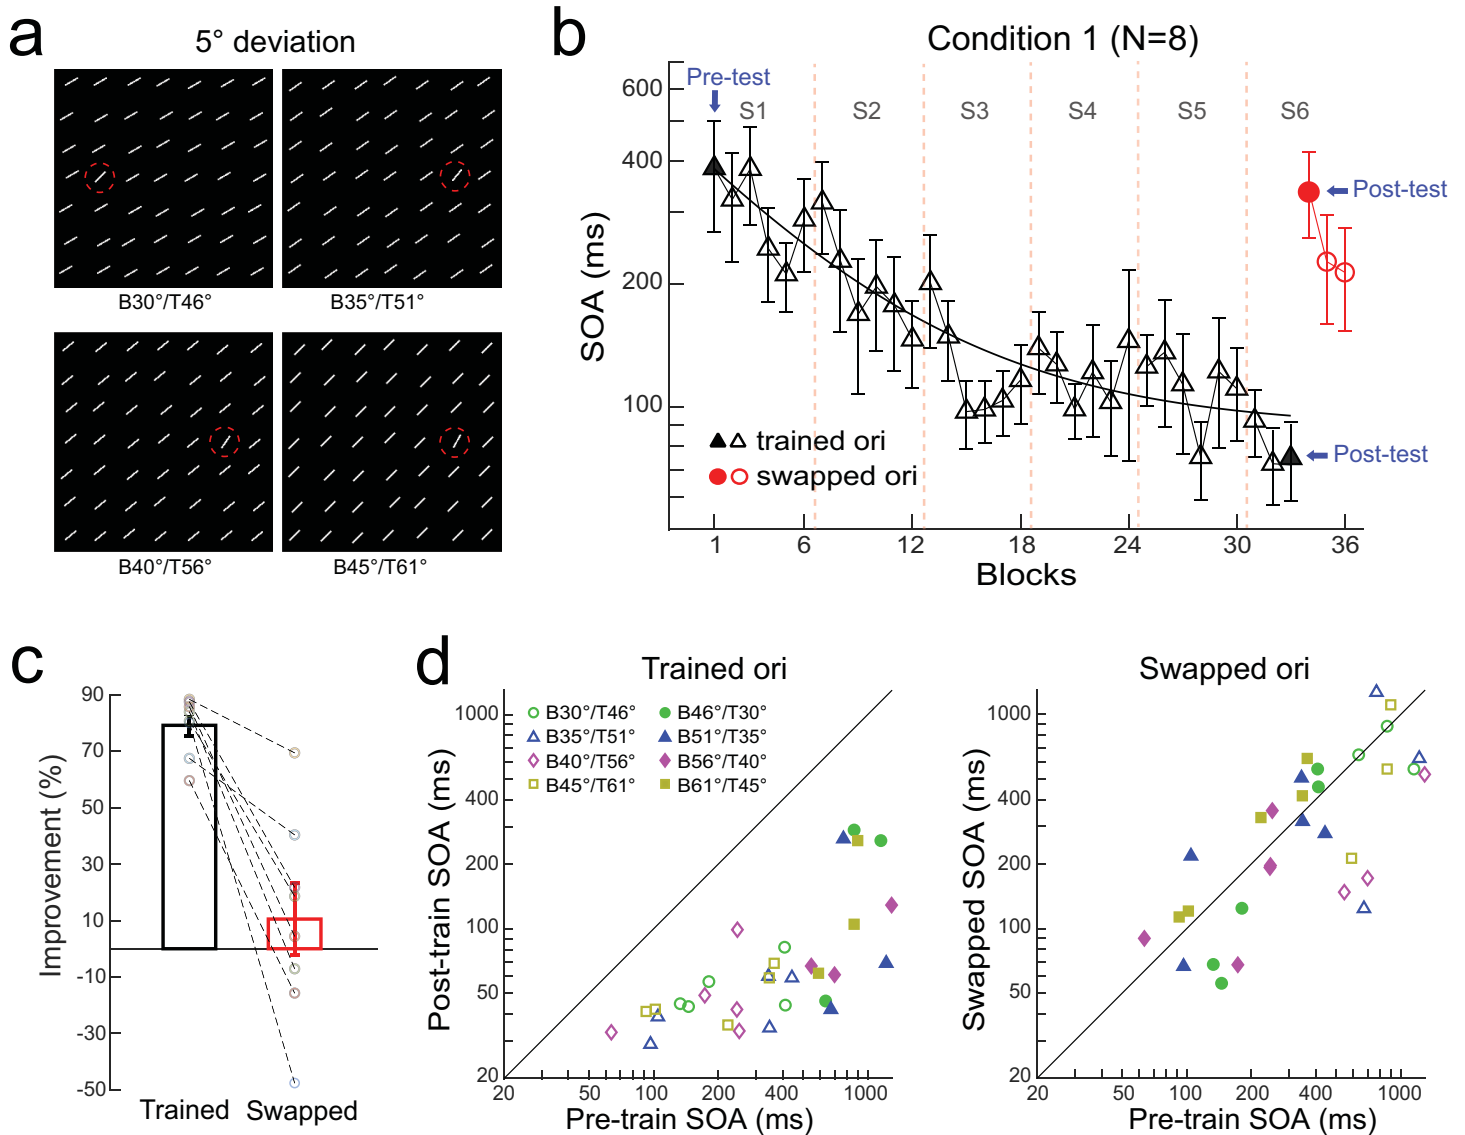 a
5° deviation
B30°/T46°
B35°/T51°
B40°/T56°
B45°/T61°
b
Condition 1 (N=8)
Pre-test
S1
S2
S3
S4
S5
S6
600
400
200
100
SOA (ms)
Post-test
Post-test
trained ori
swapped ori
1
6
12
18
24
30
36
Blocks
c
90
70
50
30
10
-10
-30
-50
Improvement (%)
Trained
Swapped
d
Trained ori
1000
400
200
100
50
20
Post-train SOA (ms)
B30°/T46°
B46°/T30°
B35°/T51°
B51°/T35°
B40°/T56°
B56°/T40°
B45°/T61°
B61°/T45°
20
50
100
200
400
1000
Pre-train SOA (ms)
Swapped ori
1000
400
200
100
50
20
Swapped SOA (ms)
20
50
100
200
400
1000
Pre-train SOA (ms)